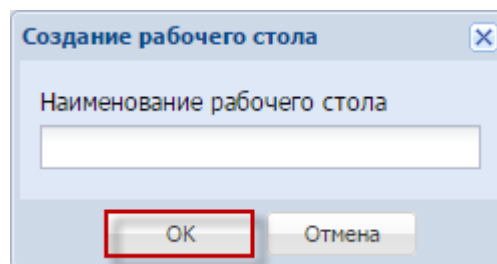 Создание рабочего стола
Наименование рабочего стола
ОК Отмена